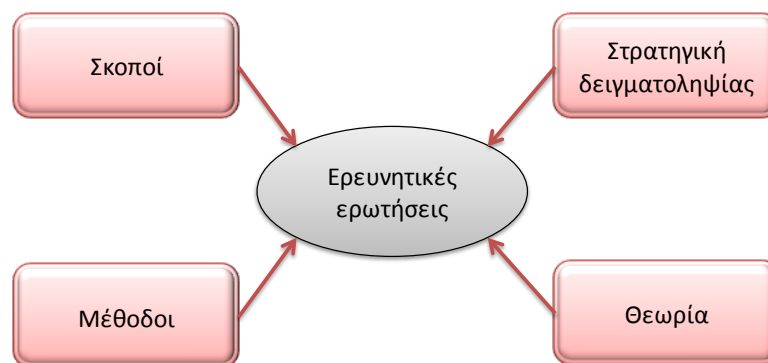 Σκοποί
Στρατηγική
δειγματοληψίας
Ερευνητικές
ερωτήσεις
Μέθοδοι
Θεωρία